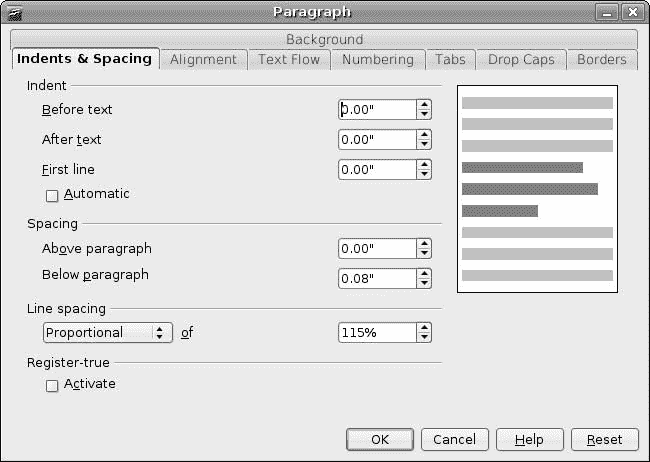 Paragraph
Background
Indents & Spacing Alignment Text Flow Numbering Tabs Drop Caps Borders
Indent
Before text 0.00"
After text 0.00"
First line 0.00"
Automatic
Spacing
Above paragraph 0.00"
Below paragraph 0.08"
Line spacing
Proportional of 115%
Register-true
Activate
OK Cancel Help Reset